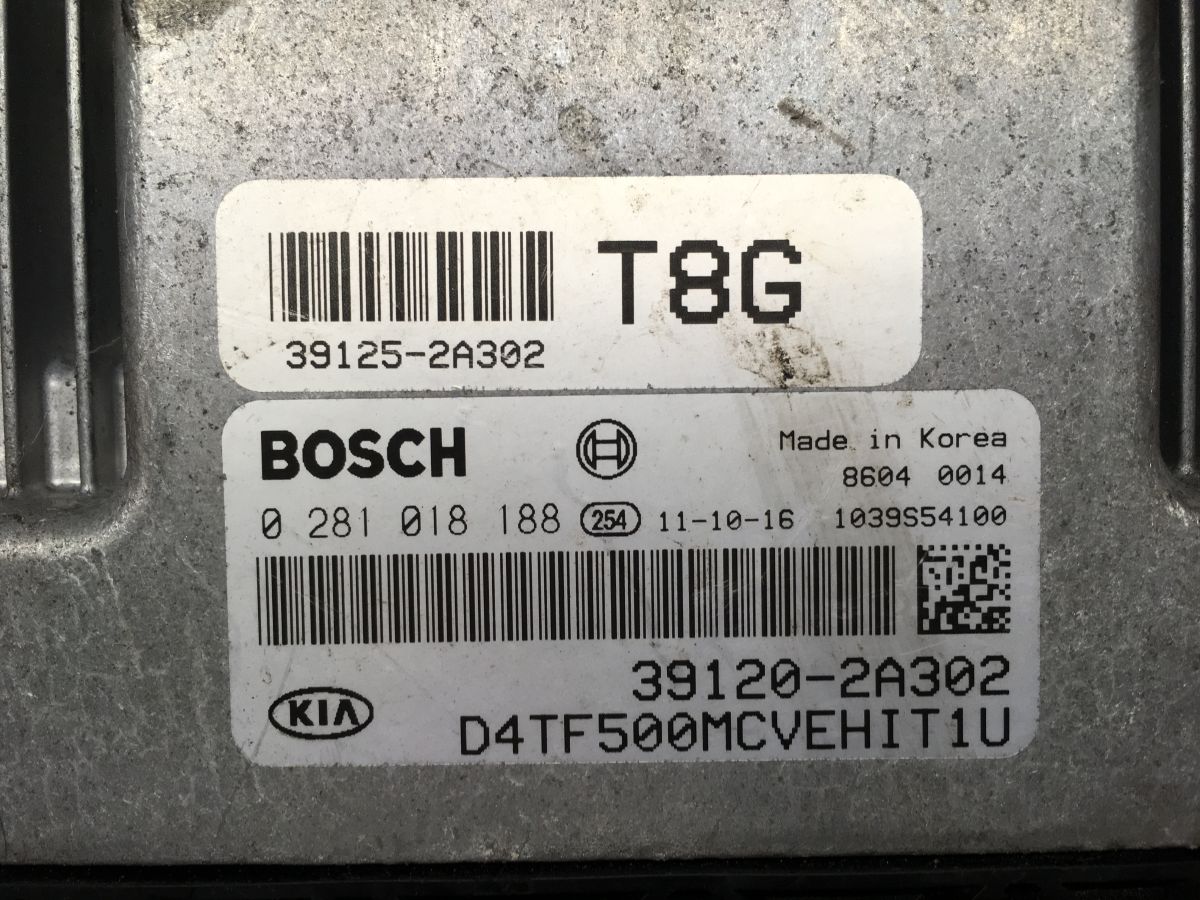 T8G
39125-2A302
BOSCH
Made in Korea
8604 0014
0 281 018 188 254 11-10-16 1039S54100
39120-2A302
KIA
D4TF500MCVEHIT1U